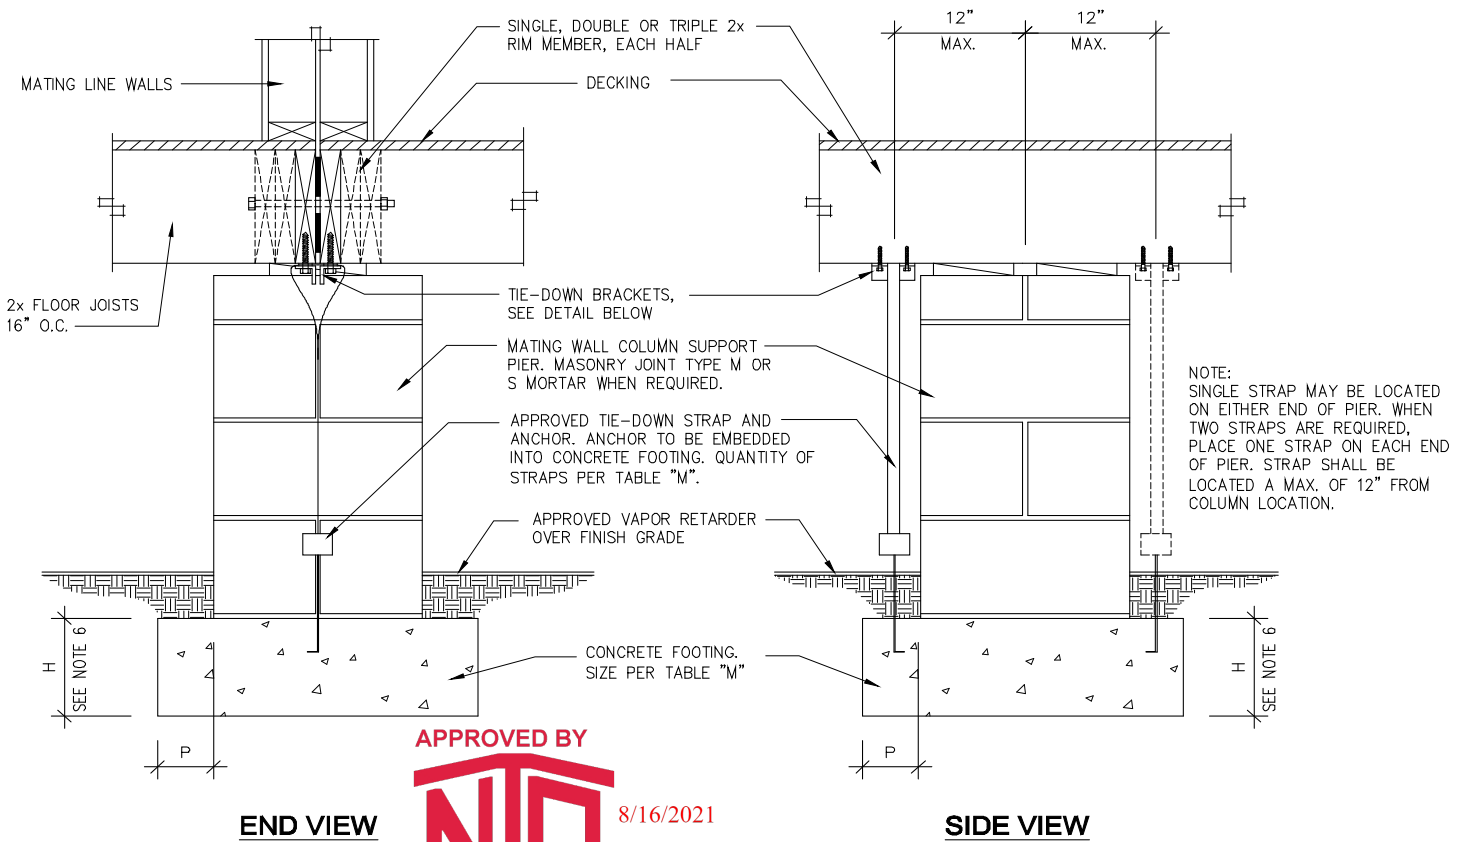 SINGLE, DOUBLE OR TRIPLE 2x
RIM MEMBER, EACH HALF
12"
MAX.
12"
MAX.
MATING LINE WALLS
DECKING
2x FLOOR JOISTS
16" O.C.
TIE-DOWN BRACKETS,
SEE DETAIL BELOW
MATING WALL COLUMN SUPPORT
PIER. MASONRY JOINT TYPE M OR
S MORTAR WHEN REQUIRED.
APPROVED TIE-DOWN STRAP AND
ANCHOR. ANCHOR TO BE EMBEDDED
INTO CONCRETE FOOTING. QUANTITY OF
STRAPS PER TABLE "M".
NOTE:
SINGLE STRAP MAY BE LOCATED
ON EITHER END OF PIER. WHEN
TWO STRAPS ARE REQUIRED,
PLACE ONE STRAP ON EACH END
OF PIER. STRAP SHALL BE
LOCATED A MAX. OF 12" FROM
COLUMN LOCATION.
APPROVED VAPOR RETARDER
OVER FINISH GRADE
H
SEE NOTE 6
CONCRETE FOOTING.
SIZE PER TABLE "M"
H
SEE NOTE 6
P
P
APPROVED BY
NTA
8/16/2021
END VIEW
SIDE VIEW